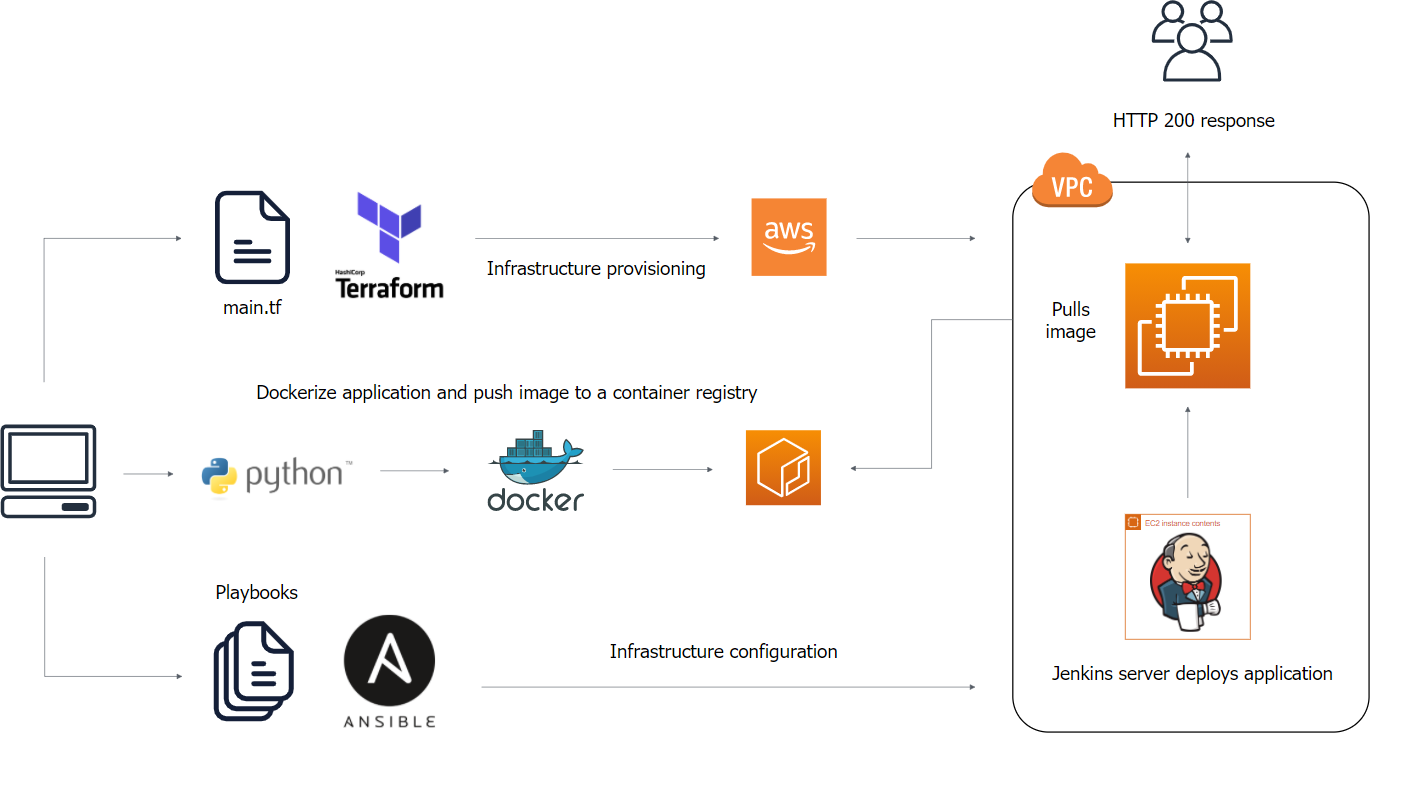 HTTP 200 response
VPC
aws
HashiCorp
Terraform
main.tf
Infrastructure provisioning
Pulls
image
Dockerize application and push image to a container registry
python™
docker
EC2 instance contents
Playbooks
ANSIBLE
Infrastructure configuration
Jenkins server deploys application